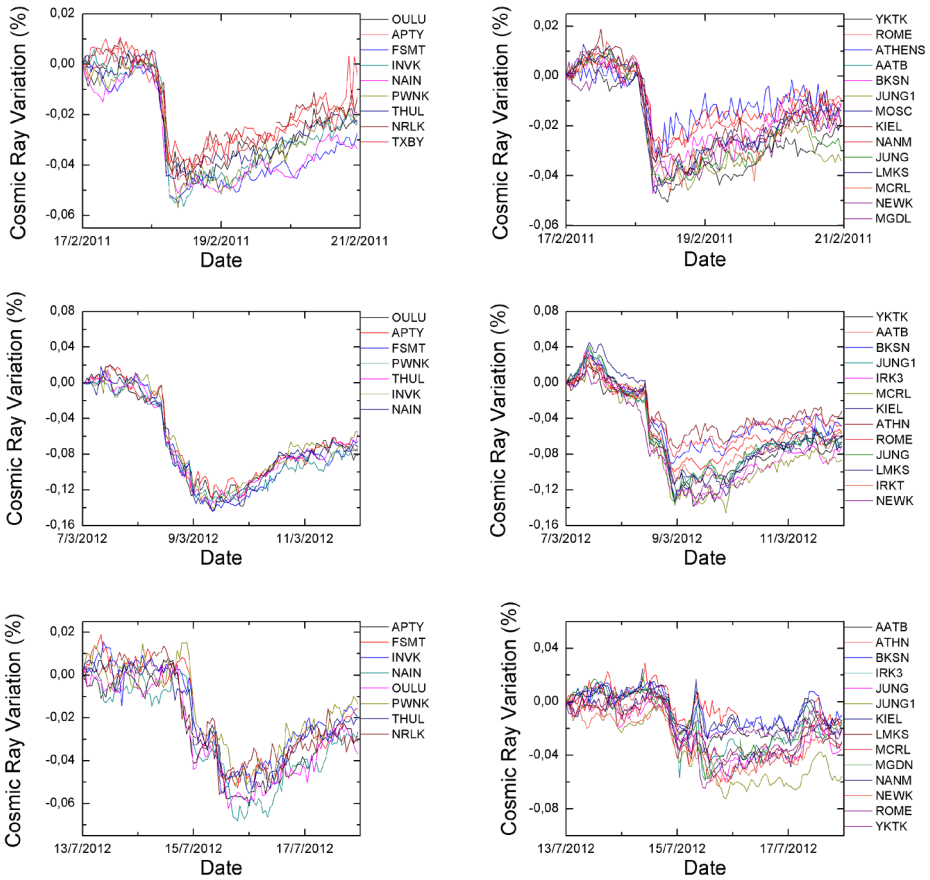 Cosmic Ray Variation (%)
0,02
0,00
-0,02
-0,04
-0,06
17/2/2011
19/2/2011
21/2/2011
Date
OULU
APTY
FSMT
INVK
NAIN
PWNK
THUL
NRLK
TXBY
Cosmic Ray Variation (%)
0,02
0,00
-0,02
-0,04
-0,06
17/2/2011
19/2/2011
21/2/2011
Date
YKTK
ROME
ATHENS
AATB
BKSN
JUNG1
MOSC
KIEL
NANM
JUNG
LMKS
MCRL
NEWK
MGDL
Cosmic Ray Variation (%)
0,08
0,04
0,00
-0,04
-0,08
-0,12
-0,16
7/3/2012
9/3/2012
11/3/2012
Date
OULU
APTY
FSMT
PWNK
THUL
INVK
NAIN
Cosmic Ray Variation (%)
0,08
0,04
0,00
-0,04
-0,08
-0,12
-0,16
7/3/2012
9/3/2012
11/3/2012
Date
YKTK
AATB
BKSN
JUNG1
IRK3
MCRL
KIEL
ATHN
ROME
JUNG
LMKS
IRKT
NEWK
Cosmic Ray Variation (%)
0,02
0,00
-0,02
-0,04
-0,06
13/7/2012
15/7/2012
17/7/2012
Date
APTY
FSMT
INVK
NAIN
OULU
PWNK
THUL
NRLK
Cosmic Ray Variation (%)
0,04
0,00
-0,04
-0,08
13/7/2012
15/7/2012
17/7/2012
Date
AATB
ATHN
BKSN
IRK3
JUNG
JUNG1
KIEL
LMKS
MCRL
MGDN
NANM
NEWK
ROME
YKTK